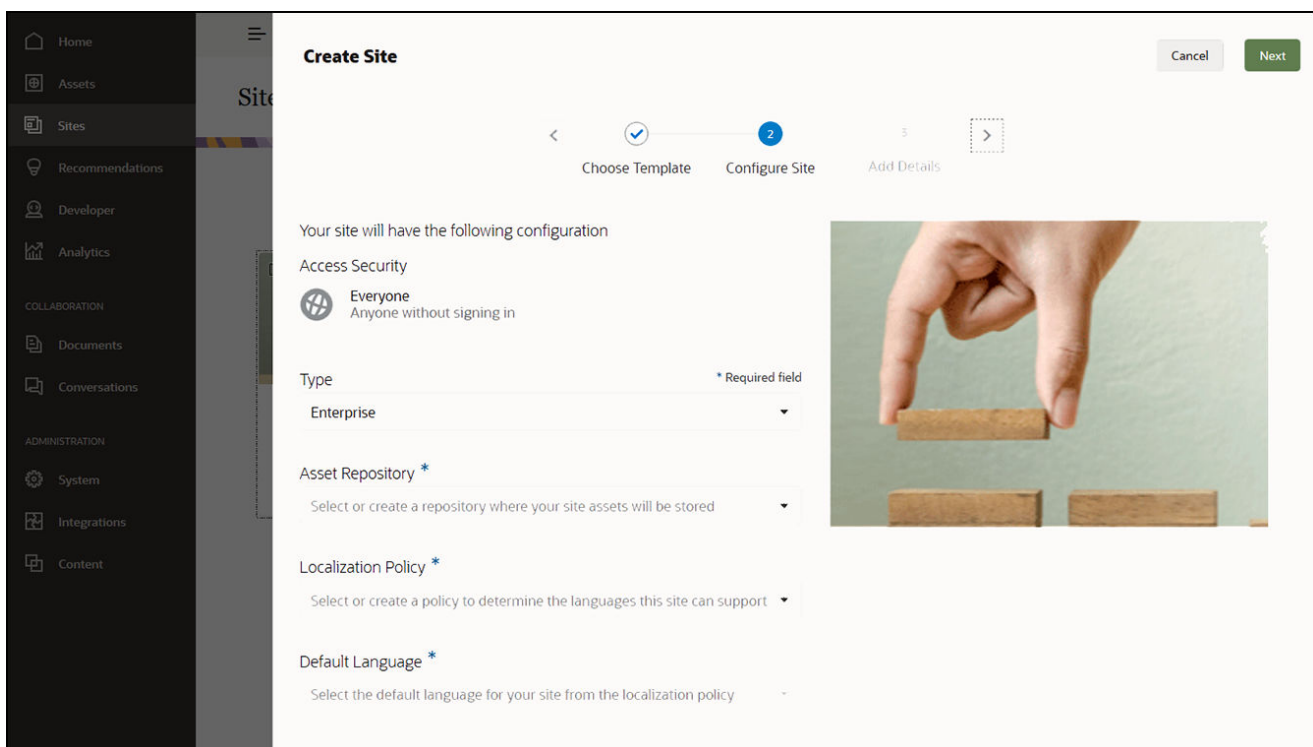 Home
Assets
Sites
Recommendations
Developer
Analytics
COLLABORATION
Documents
Conversations
ADMINISTRATION
System
Integrations
Content
Site
Create Site
Cancel
Next
2
3
Choose Template
Configure Site
Add Details
Your site will have the following configuration
Access Security
Everyone
Anyone without signing in
Type
* Required field
Enterprise
Asset Repository *
Select or create a repository where your site assets will be stored
Localization Policy *
Select or create a policy to determine the languages this site can support
Default Language *
Select the default language for your site from the localization policy